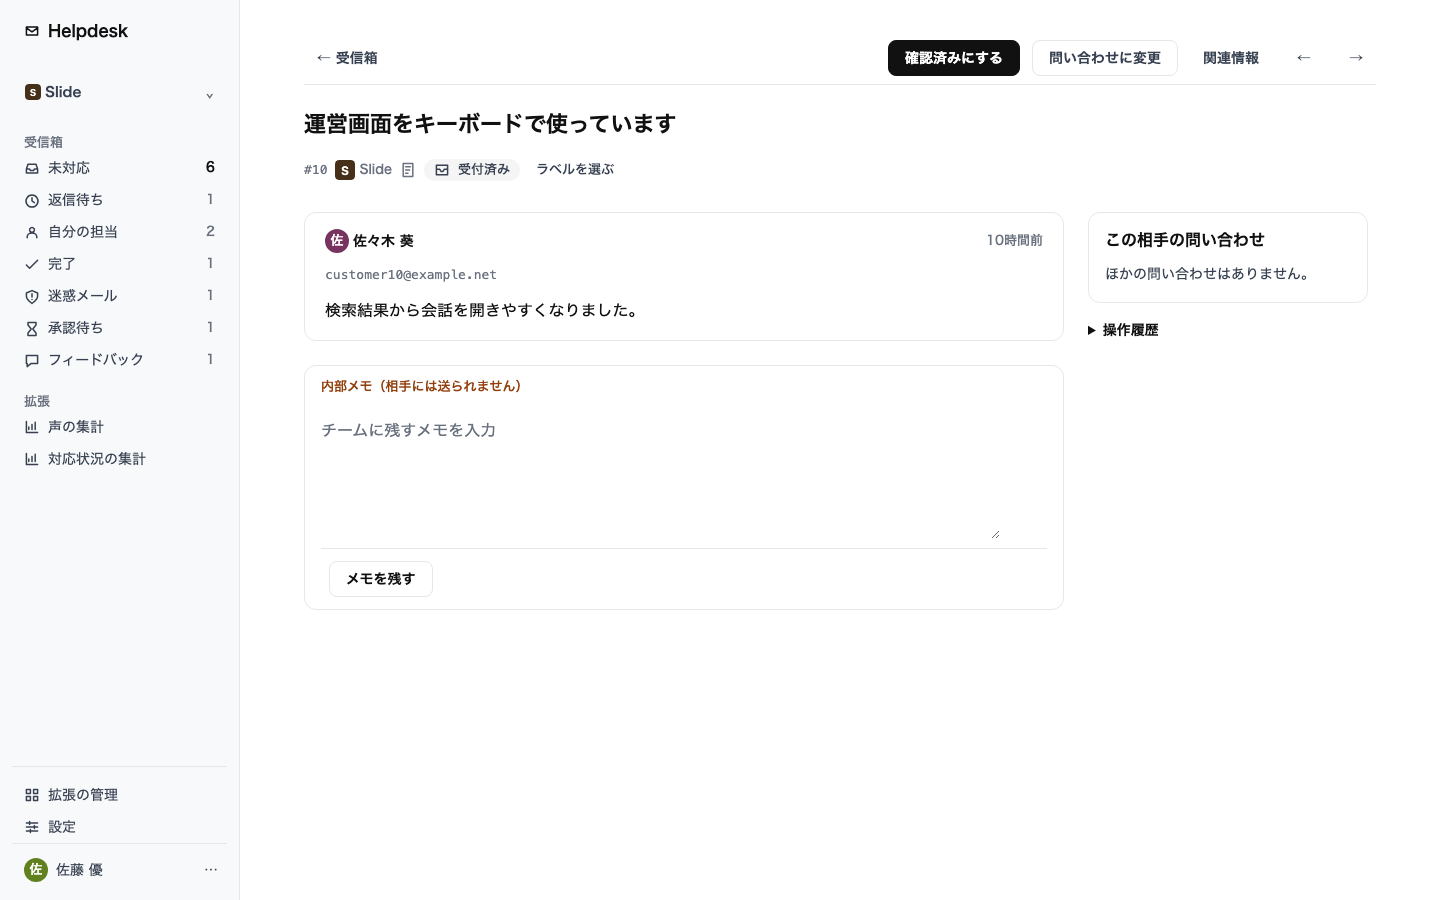 Helpdesk
S Slide
受信箱
未対応 6
返信待ち 1
自分の担当 2
完了 1
迷惑メール 1
承認待ち 1
フィードバック 1
拡張
声の集計
対応状況の集計
拡張の管理
設定
佐 佐藤 優 …
← 受信箱
確認済みにする 問い合わせに変更 関連情報 ← →
運営画面をキーボードで使っています
#10 S Slide 受付済み ラベルを選ぶ
佐 佐々木 葵 10時間前
customer10@example.net
検索結果から会話を開きやすくなりました。
内部メモ（相手には送られません）
チームに残すメモを入力
メモを残す
この相手の問い合わせ
ほかの問い合わせはありません。
▶ 操作履歴